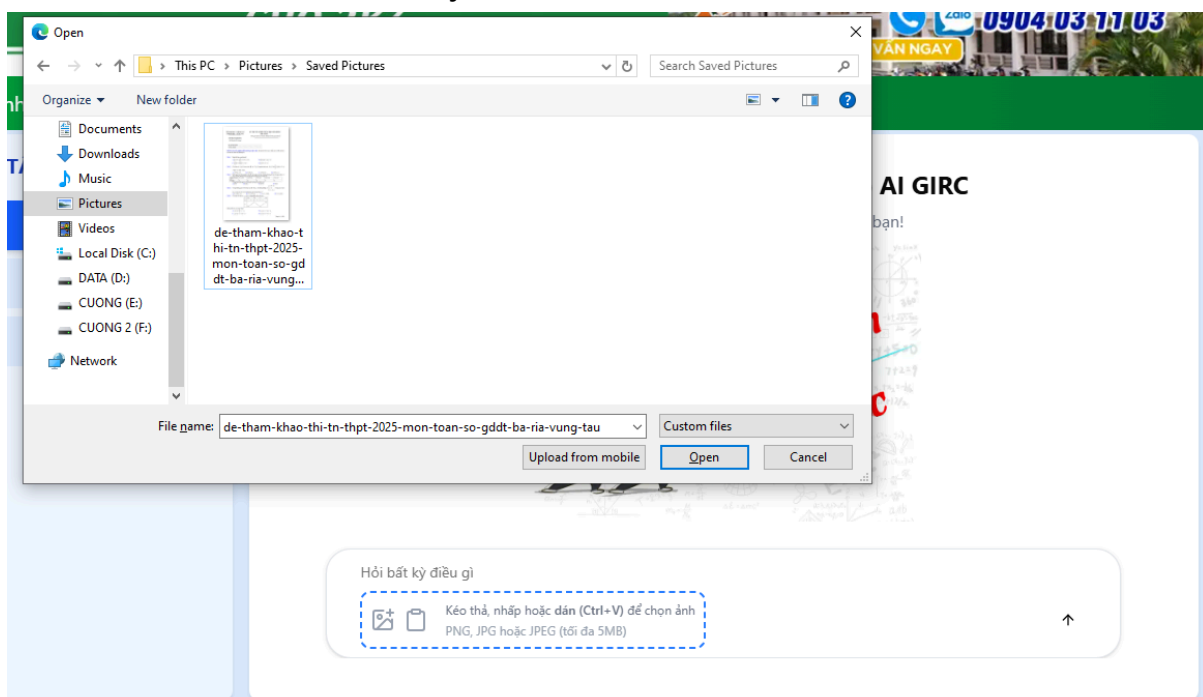 0904 03 11 03
Zalo
VẤN NGAY
Open
This PC > Pictures > Saved Pictures
Search Saved Pictures
Organize
New folder
Documents
Downloads
Music
Pictures
Videos
Local Disk (C:)
DATA (D:)
CUONG (E:)
CUONG 2 (F:)
Network
de-tham-khao-t
hi-tn-thpt-2025-
mon-toan-so-gd
dt-ba-ria-vung...
File name: de-tham-khao-thi-tn-thpt-2025-mon-toan-so-gddt-ba-ria-vung-tau
Custom files
Upload from mobile
Open
Cancel
AI GIRC
bạn!
Hỏi bất kỳ điều gì
Kéo thả, nhấp hoặc dán (Ctrl+V) để chọn ảnh
PNG, JPG hoặc JPEG (tối đa 5MB)